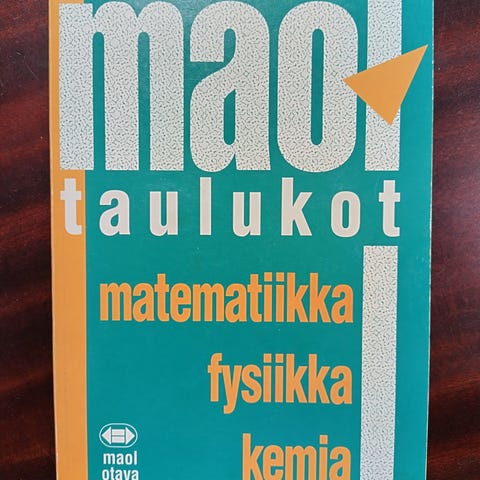 maol
taulukot
matematiikka
fysiikka
kemia
maol
otava